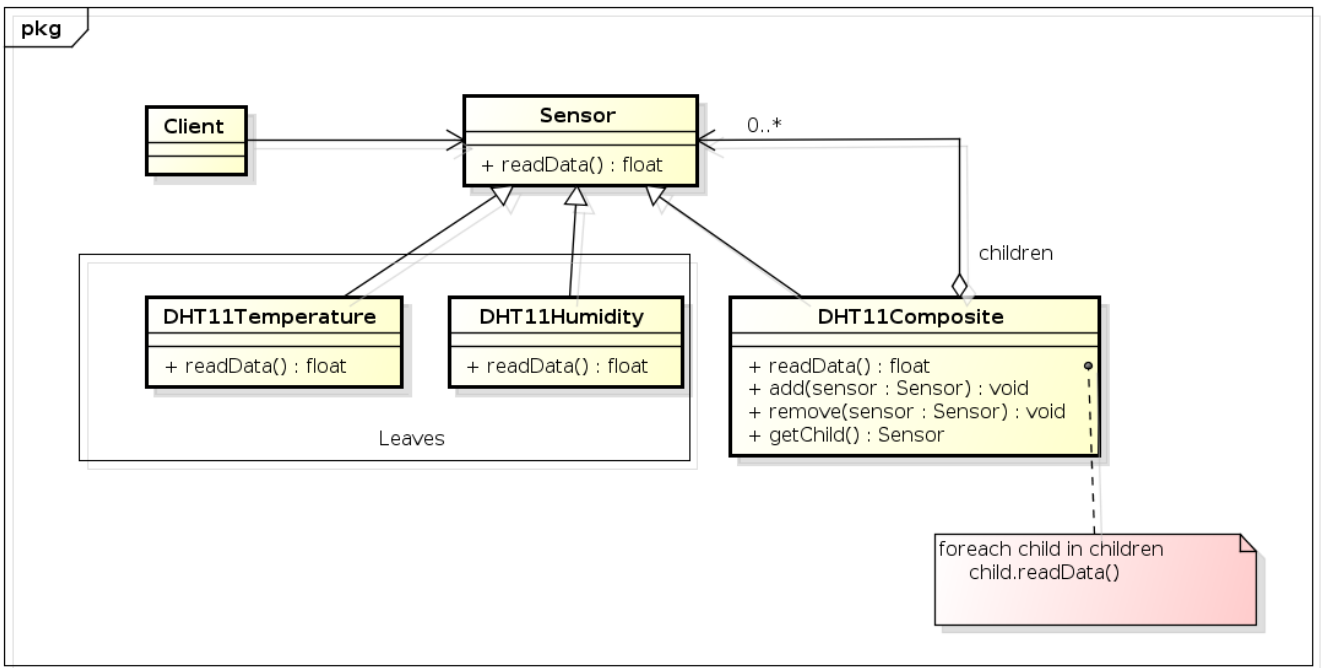 pkg
Client
Sensor
+ readData() : float
0..*
children
DHT11Temperature
+ readData() : float
DHT11Humidity
+ readData() : float
Leaves
DHT11Composite
+ readData() : float
+ add(sensor : Sensor) : void
+ remove(sensor : Sensor) : void
+ getChild() : Sensor
foreach child in children
child.readData()